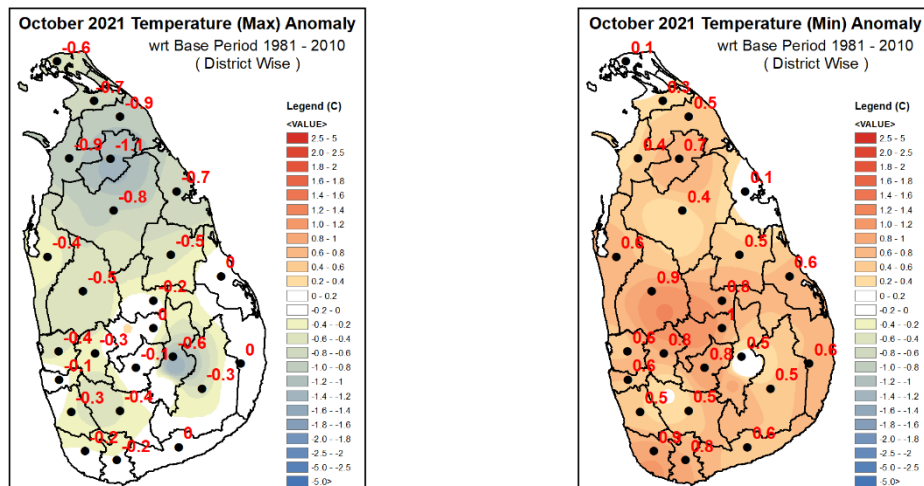 October 2021 Temperature (Max) Anomaly
wrt Base Period 1981 - 2010
( District Wise )
-0.6
-0.7
-0.9
-0.9
-1.1
-0.7
-0.8
-0.4
-0.5
0
-0.5
-0.2
0
-0.4
-0.3
-0.1
-0.6
0
-0.1
-0.3
-0.3
-0.4
-0.2
-0.2
0
Legend (C)
<VALUE>
2.5 - 5
2.0 - 2.5
1.8 - 2
1.6 - 1.8
1.4 - 1.6
1.2 - 1.4
1.0 - 1.2
0.8 - 1
0.6 - 0.8
0.4 - 0.6
0.2 - 0.4
0 - 0.2
-0.2 - 0
-0.4 - -0.2
-0.6 - -0.4
-0.8 - -0.6
-1.0 - -0.8
-1.2 - -1
-1.4 - -1.2
-1.6 - -1.4
-1.8 - -1.6
-2.0 - -1.8
-2.5 - -2
-5.0 - -2.5
-5.0>
October 2021 Temperature (Min) Anomaly
wrt Base Period 1981 - 2010
( District Wise )
0.1
0.3
0.5
0.4
0.7
0.1
0.4
0.6
0.5
0.6
0.9
0.8
1
0.6
0.8
0.8
0.5
0.6
0.6
0.5
0.5
0.5
0.9
0.8
0.6
Legend (C)
<VALUE>
2.5 - 5
2.0 - 2.5
1.8 - 2
1.6 - 1.8
1.4 - 1.6
1.2 - 1.4
1.0 - 1.2
0.8 - 1
0.6 - 0.8
0.4 - 0.6
0.2 - 0.4
0 - 0.2
-0.2 - 0
-0.4 - -0.2
-0.6 - -0.4
-0.8 - -0.6
-1.0 - -0.8
-1.2 - -1
-1.4 - -1.2
-1.6 - -1.4
-1.8 - -1.6
-2.0 - -1.8
-2.5 - -2
-5.0 - -2.5
-5.0>